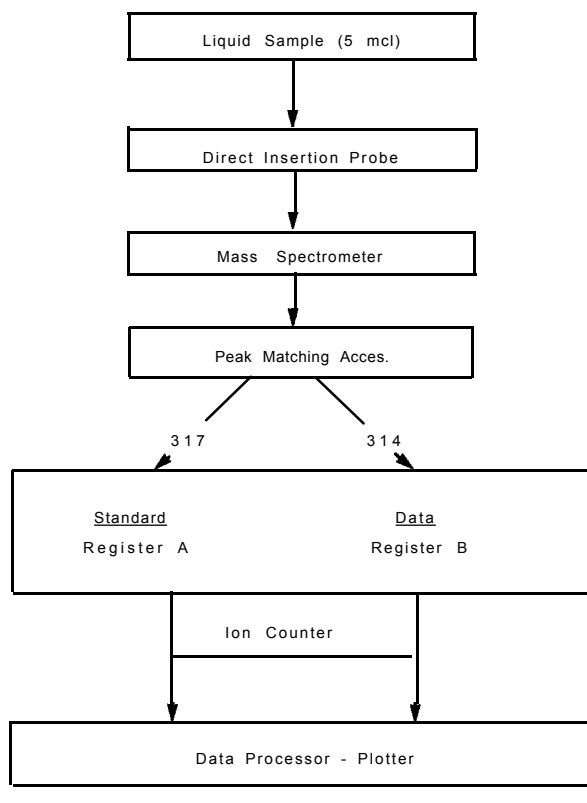 Liquid Sample (5 mcl)
Direct Insertion Probe
Mass Spectrometer
Peak Matching Acces.
317 314
Standard Data
Register A Register B
Ion Counter
Data Processor - Plotter